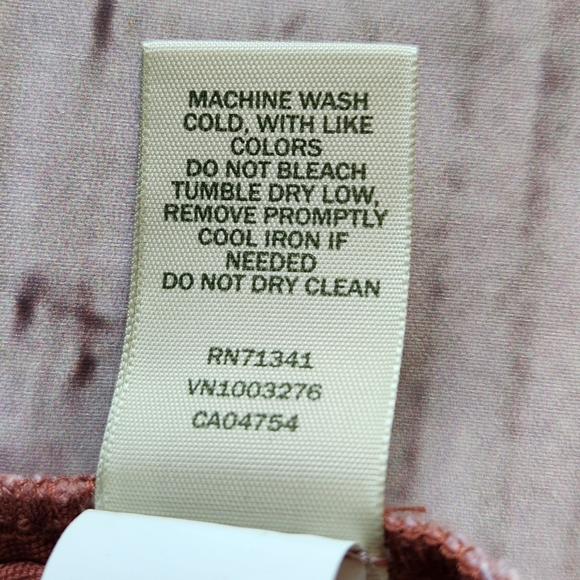 MACHINE WASH
COLD, WITH LIKE
COLORS
DO NOT BLEACH
TUMBLE DRY LOW,
REMOVE PROMPTLY
COOL IRON IF
NEEDED
DO NOT DRY CLEAN
RN71341
VN1003276
CA04754